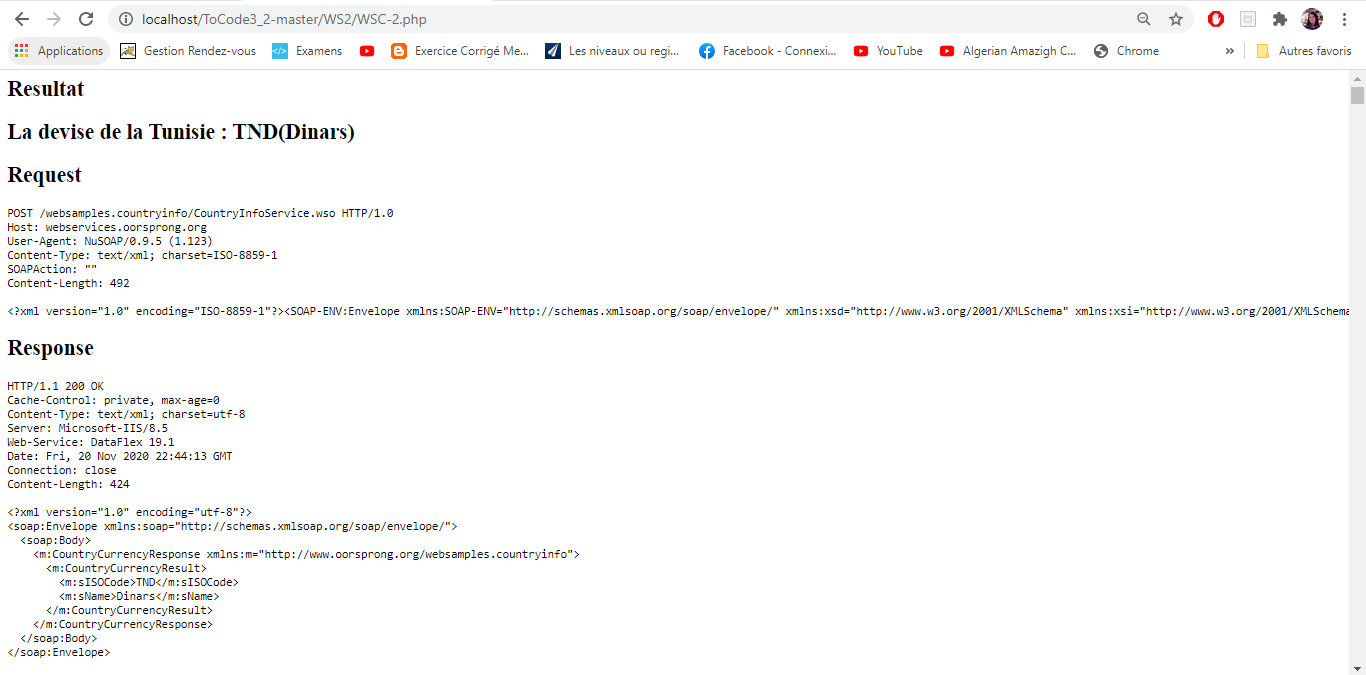 localhost/ToCode3_2-master/WS2/WSC-2.php
Applications
Gestion Rendez-vous
Examens
Exercice Corrigé Me...
Les niveaux ou regi...
Facebook - Connexi...
YouTube
Algerian Amazigh C...
Chrome
»
Autres favoris
Resultat
La devise de la Tunisie : TND(Dinars)
Request
POST /websamples.countryinfo/CountryInfoService.wso HTTP/1.0
Host: webservices.oorsprong.org
User-Agent: NuSOAP/0.9.5 (1.123)
Content-Type: text/xml; charset=ISO-8859-1
SOAPAction: ""
Content-Length: 492
<?xml version="1.0" encoding="ISO-8859-1"?><SOAP-ENV:Envelope xmlns:SOAP-ENV="http://schemas.xmlsoap.org/soap/envelope/" xmlns:xsd="http://www.w3.org/2001/XMLSchema" xmlns:xsi="http://www.w3.org/2001/XMLSchema
Response
HTTP/1.1 200 OK
Cache-Control: private, max-age=0
Content-Type: text/xml; charset=utf-8
Server: Microsoft-IIS/8.5
Web-Service: DataFlex 19.1
Date: Fri, 20 Nov 2020 22:44:13 GMT
Connection: close
Content-Length: 424
<?xml version="1.0" encoding="utf-8"?>
<soap:Envelope xmlns:soap="http://schemas.xmlsoap.org/soap/envelope/">
<soap:Body>
<m:CountryCurrencyResponse xmlns:m="http://www.oorsprong.org/websamples.countryinfo">
<m:CountryCurrencyResult>
<m:sISOCode>TND</m:sISOCode>
<m:sName>Dinars</m:sName>
</m:CountryCurrencyResult>
</m:CountryCurrencyResponse>
</soap:Body>
</soap:Envelope>